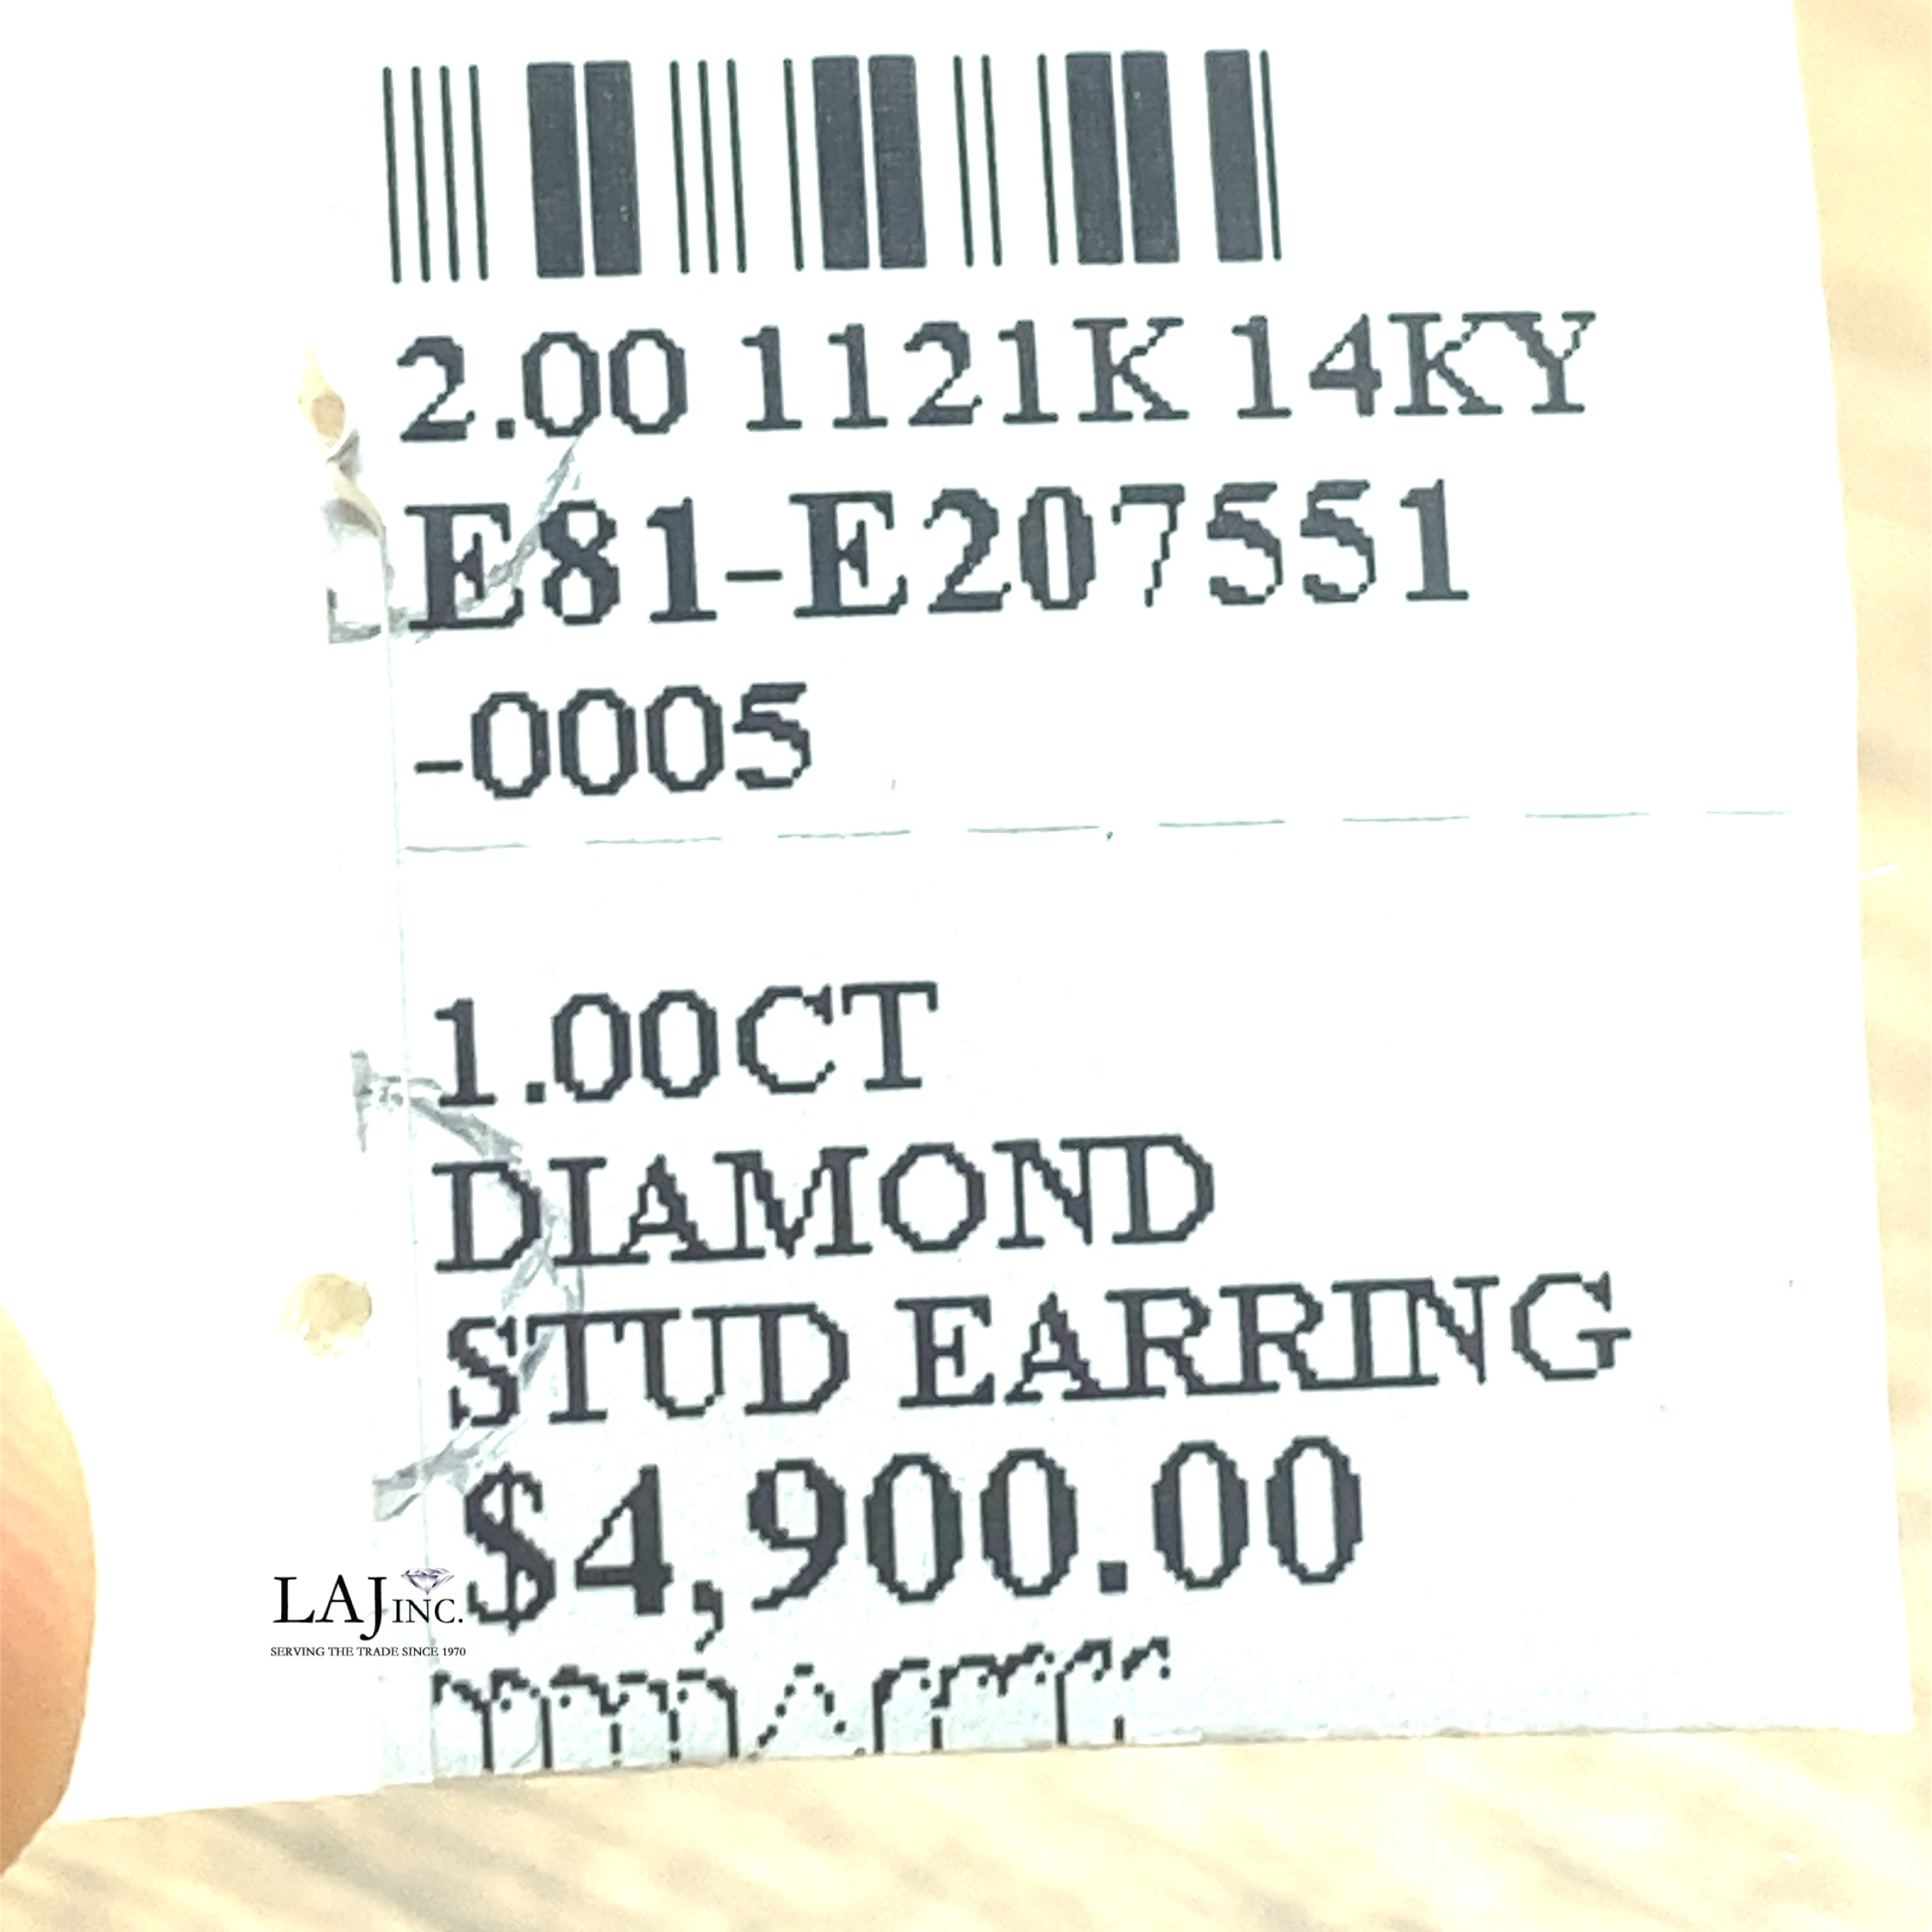 2.00 1121K 14KY
E81-E207551
-0005
1.00CT
DIAMOND
STUD EARRING
$4,900.00
LAJ INC.
SERVING THE TRADE SINCE 1970